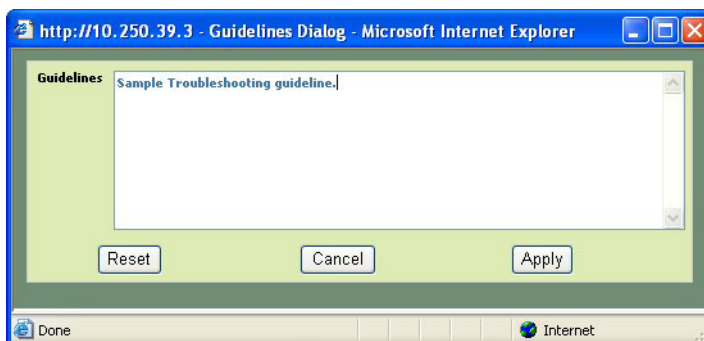 http://10.250.39.3 - Guidelines Dialog - Microsoft Internet Explorer
Guidelines
Sample Troubleshooting guideline.
Reset Cancel Apply
Done Internet